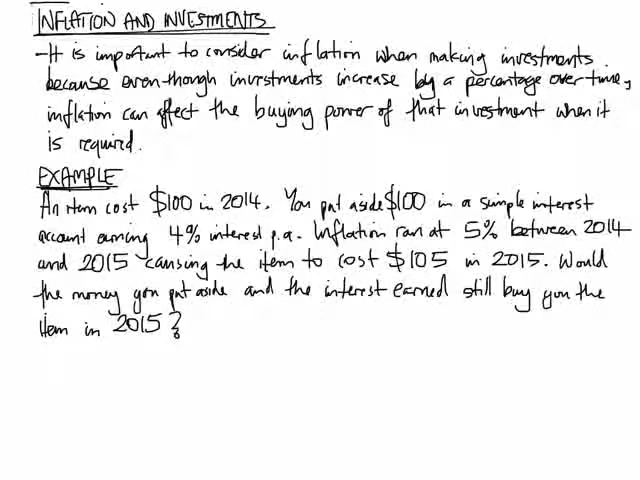 INFLATION AND INVESTMENTS
- It is important to consider inflation when making investments
because even though investments increase by a percentage over time,
inflation can affect the buying power of that investment when it
is required.
EXAMPLE
An item cost $100 in 2014. You put aside $100 in a simple interest
account earning 4% interest p.a. Inflation ran at 5% between 2014
and 2015 causing the item to cost $105 in 2015. Would
the money you put aside and the interest earned still buy you the
item in 2015?